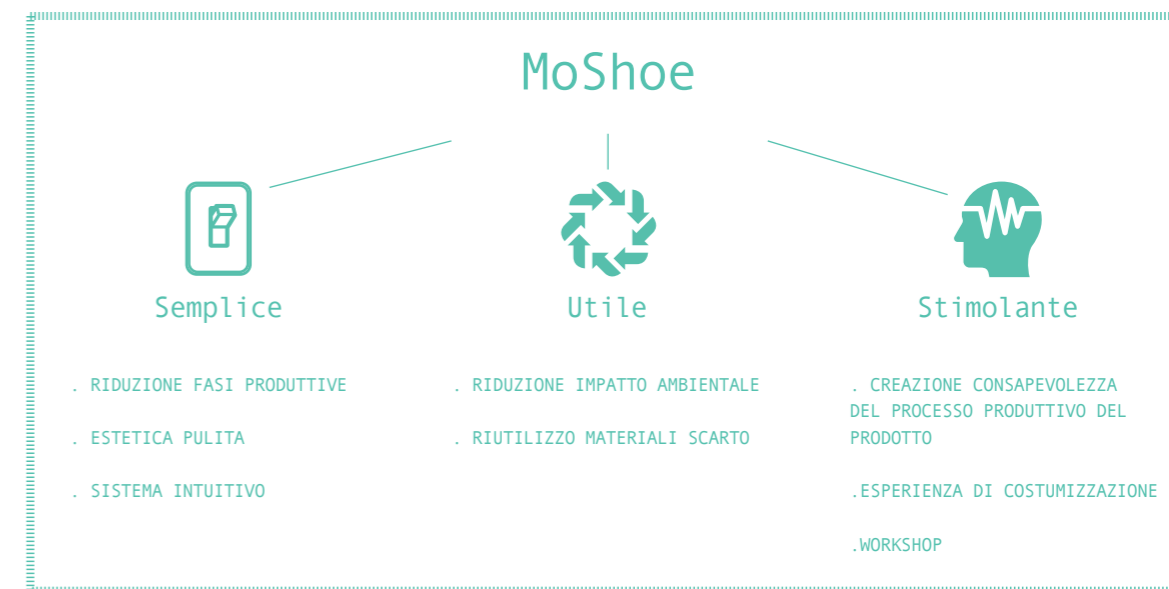 MoShoe
Semplice
. RIDUZIONE FASI PRODUTTIVE
. ESTETICA PULITA
. SISTEMA INTUITIVO
Utile
. RIDUZIONE IMPATTO AMBIENTALE
. RIUTILIZZO MATERIALI SCARTO
Stimolante
. CREAZIONE CONSAPEVOLEZZA
DEL PROCESSO PRODUTTIVO DEL
PRODOTTO
.ESPERIENZA DI COSTUMIZZAZIONE
.WORKSHOP